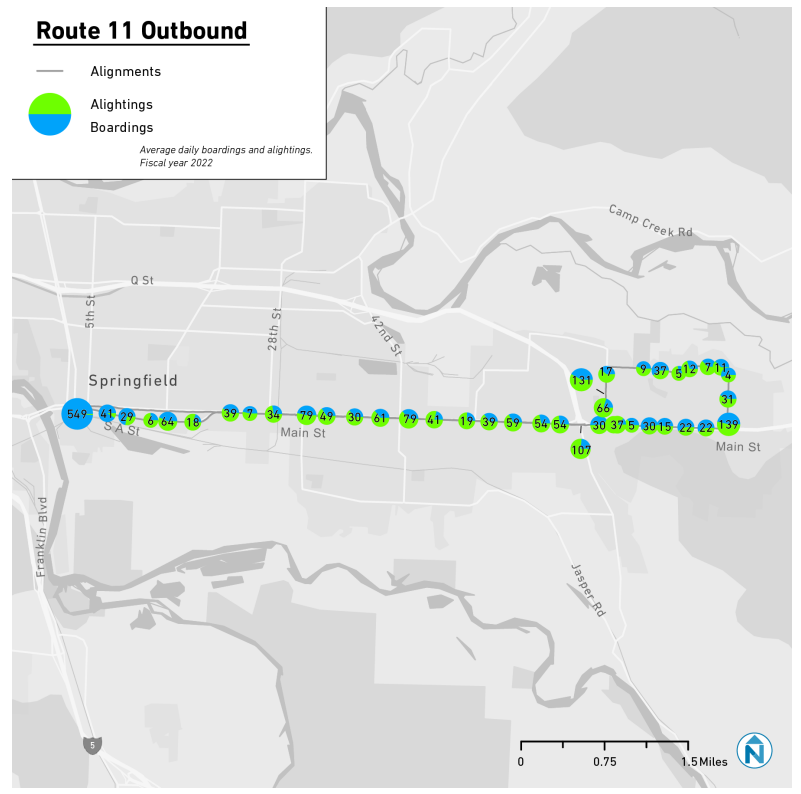 Route 11 Outbound
Alignments
Alightings
Boardings
Average daily boardings and alightings.
Fiscal year 2022
Camp Creek Rd
Q St
5th St
28th St
42nd St
Springfield
131
17
9
37
5
12
7
11
4
31
66
549
41
29
6
64
18
39
7
34
79
49
30
61
79
41
19
39
59
54
54
30
37
5
30
15
22
22
139
S A St
Main St
Main St
107
Franklin Blvd
Jasper Rd
5
N
0
0.75
1.5 Miles